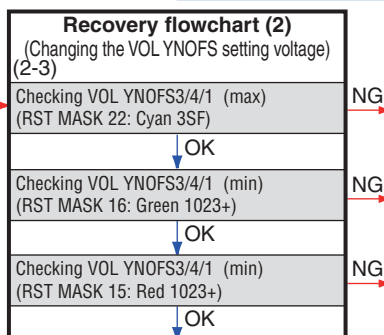 Recovery flowchart (2)
(Changing the VOL YNOFS setting voltage)
(2-3)
Checking VOL YNOFS3/4/1 (max)
(RST MASK 22: Cyan 3SF)
NG
OK
Checking VOL YNOFS3/4/1 (min)
(RST MASK 16: Green 1023+)
NG
OK
Checking VOL YNOFS3/4/1 (min)
(RST MASK 15: Red 1023+)
NG
OK